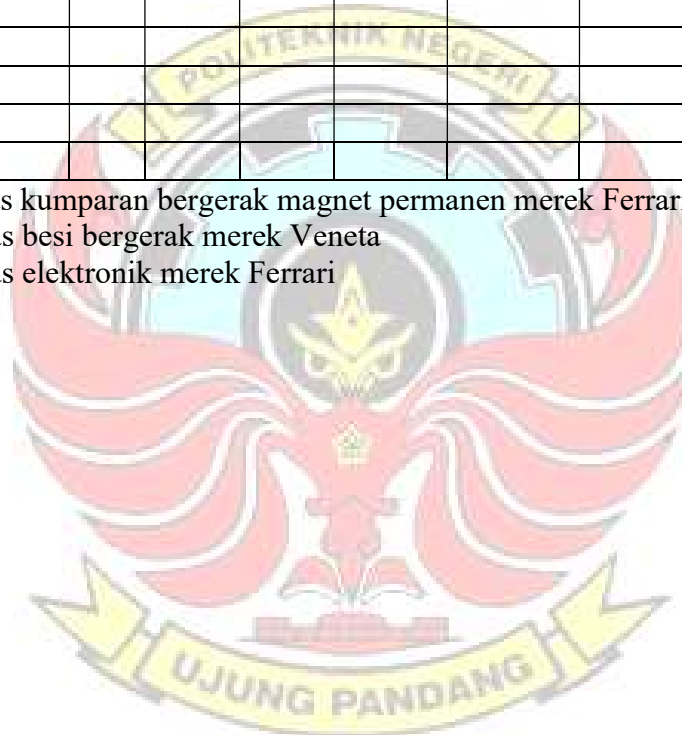 POLITEKNIK NEGERI
s kumparan bergerak magnet permanen merek Ferrari
s besi bergerak merek Veneta
s elektronik merek Ferrari
UJUNG PANDANG